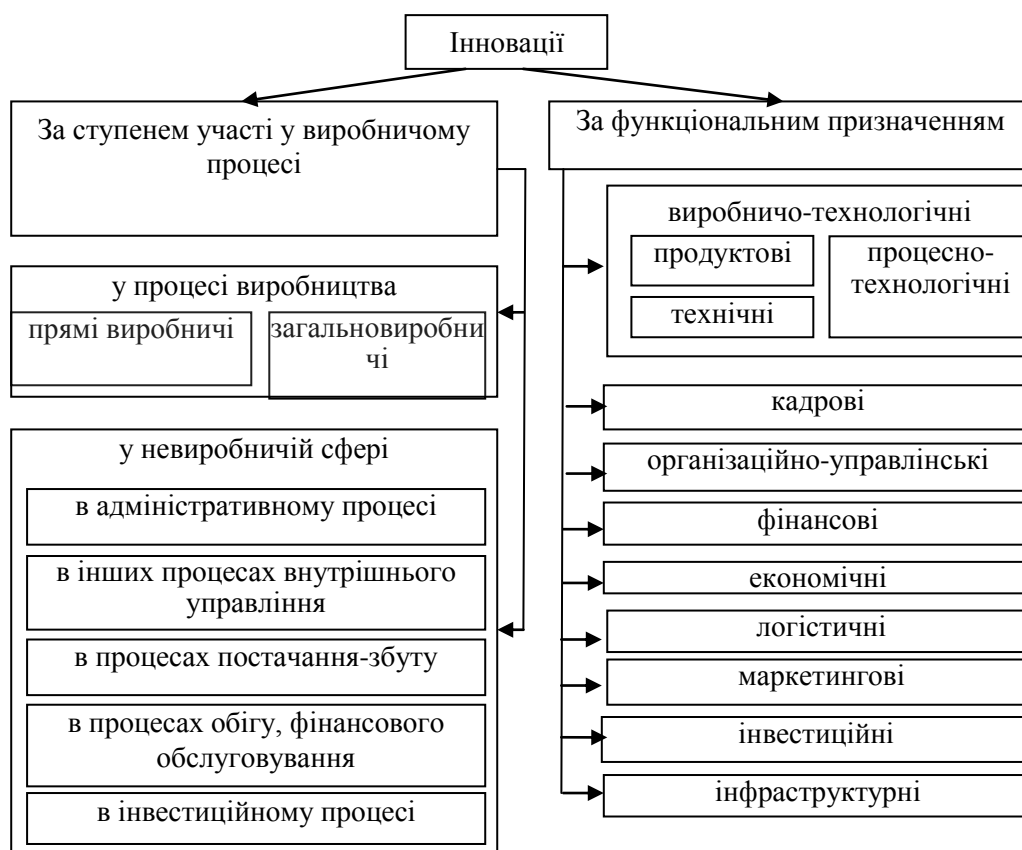 Інновації
За ступенем участі у виробничому
процесі
у процесі виробництва
прямі виробничі
загальновиробни
чі
у невиробничій сфері
в адміністративному процесі
в інших процесах внутрішнього
управління
в процесах постачання-збуту
в процесах обігу, фінансового
обслуговування
в інвестиційному процесі
За функціональним призначенням
виробничо-технологічні
продуктові
технічні
процесно-
технологічні
кадрові
організаційно-управлінські
фінансові
економічні
логістичні
маркетингові
інвестиційні
інфраструктурні